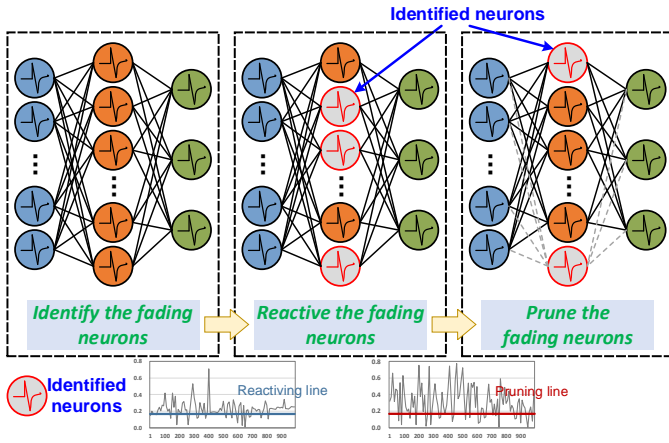 Identified neurons
Identify the fading
neurons
Reactive the fading
neurons
Prune the
fading neurons
Identified
neurons
0.8
0.6
0.4
0.2
0.0
Reactiving line
1 100 200 300 400 500 600 700 800 900
0.8
0.6
0.4
0.2
0.0
Pruning line
1 100 200 300 400 500 600 700 800 900